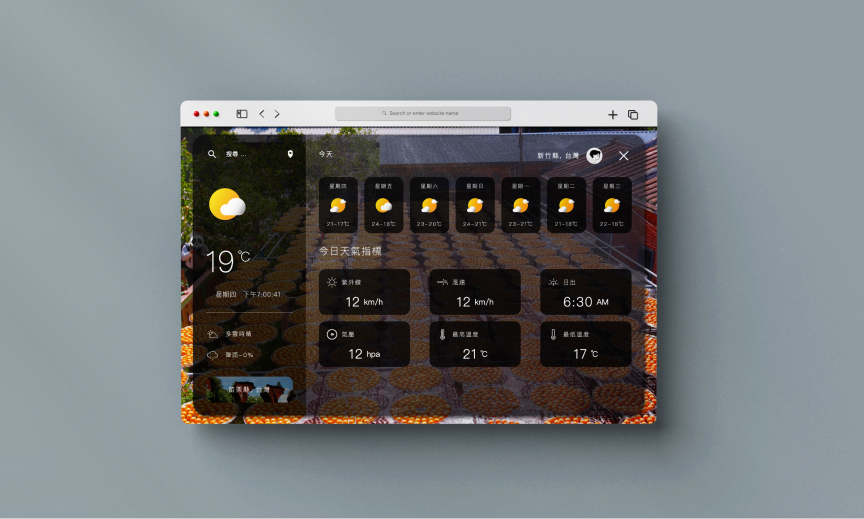 Search or enter website name
搜尋 ...
今天
新竹縣, 台灣
星期四
星期五
星期六
星期日
星期一
星期二
星期三
21-17℃
24-18℃
23-20℃
24-21℃
23-21℃
21-18℃
22-18℃
19 ℃
星期四 下午7:00:41
多雲時晴
降雨-0%
苗栗縣, 台灣
今日天氣指標
紫外線
12 km/h
風速
12 km/h
日出
6:30 AM
氣壓
12 hpa
最高溫度
21 ℃
最低溫度
17 ℃